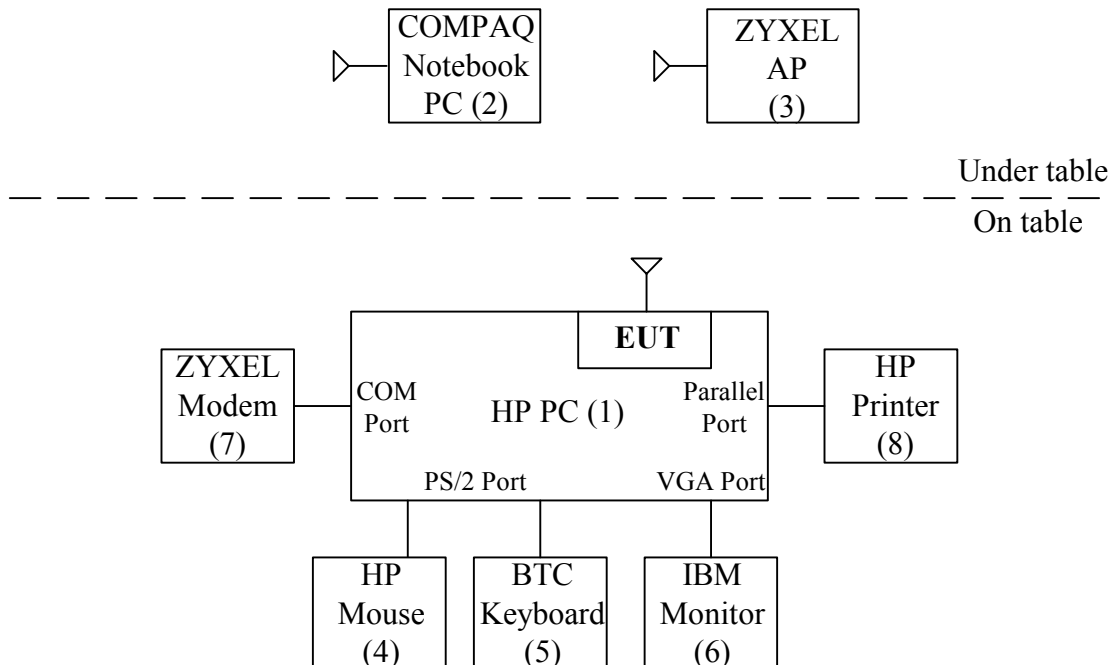 COMPAQ
Notebook
PC (2)
ZYXEL
AP
(3)
Under table
On table
EUT
ZYXEL
Modem
(7)
COM
Port
HP PC (1)
Parallel
Port
HP
Printer
(8)
PS/2 Port
VGA Port
HP
Mouse
(4)
BTC
Keyboard
(5)
IBM
Monitor
(6)